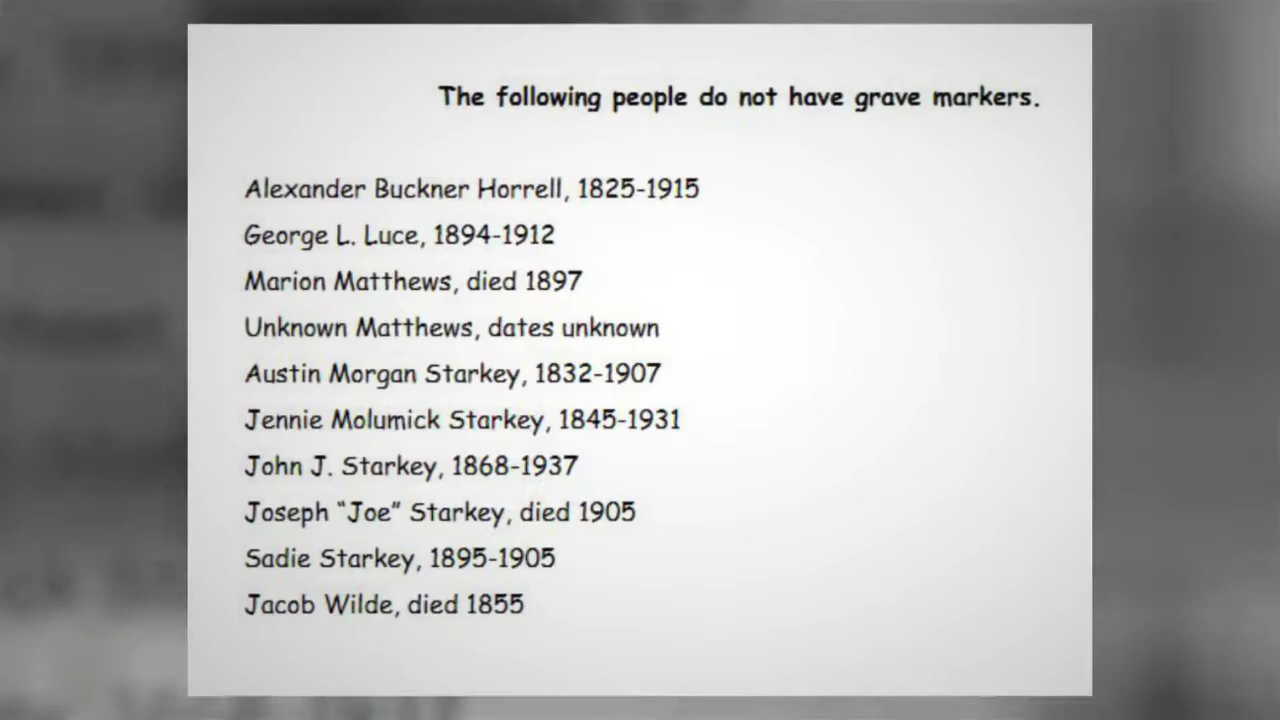 The following people do not have grave markers.
Alexander Buckner Horrell, 1825-1915
George L. Luce, 1894-1912
Marion Matthews, died 1897
Unknown Matthews, dates unknown
Austin Morgan Starkey, 1832-1907
Jennie Molumick Starkey, 1845-1931
John J. Starkey, 1868-1937
Joseph “Joe” Starkey, died 1905
Sadie Starkey, 1895-1905
Jacob Wilde, died 1855